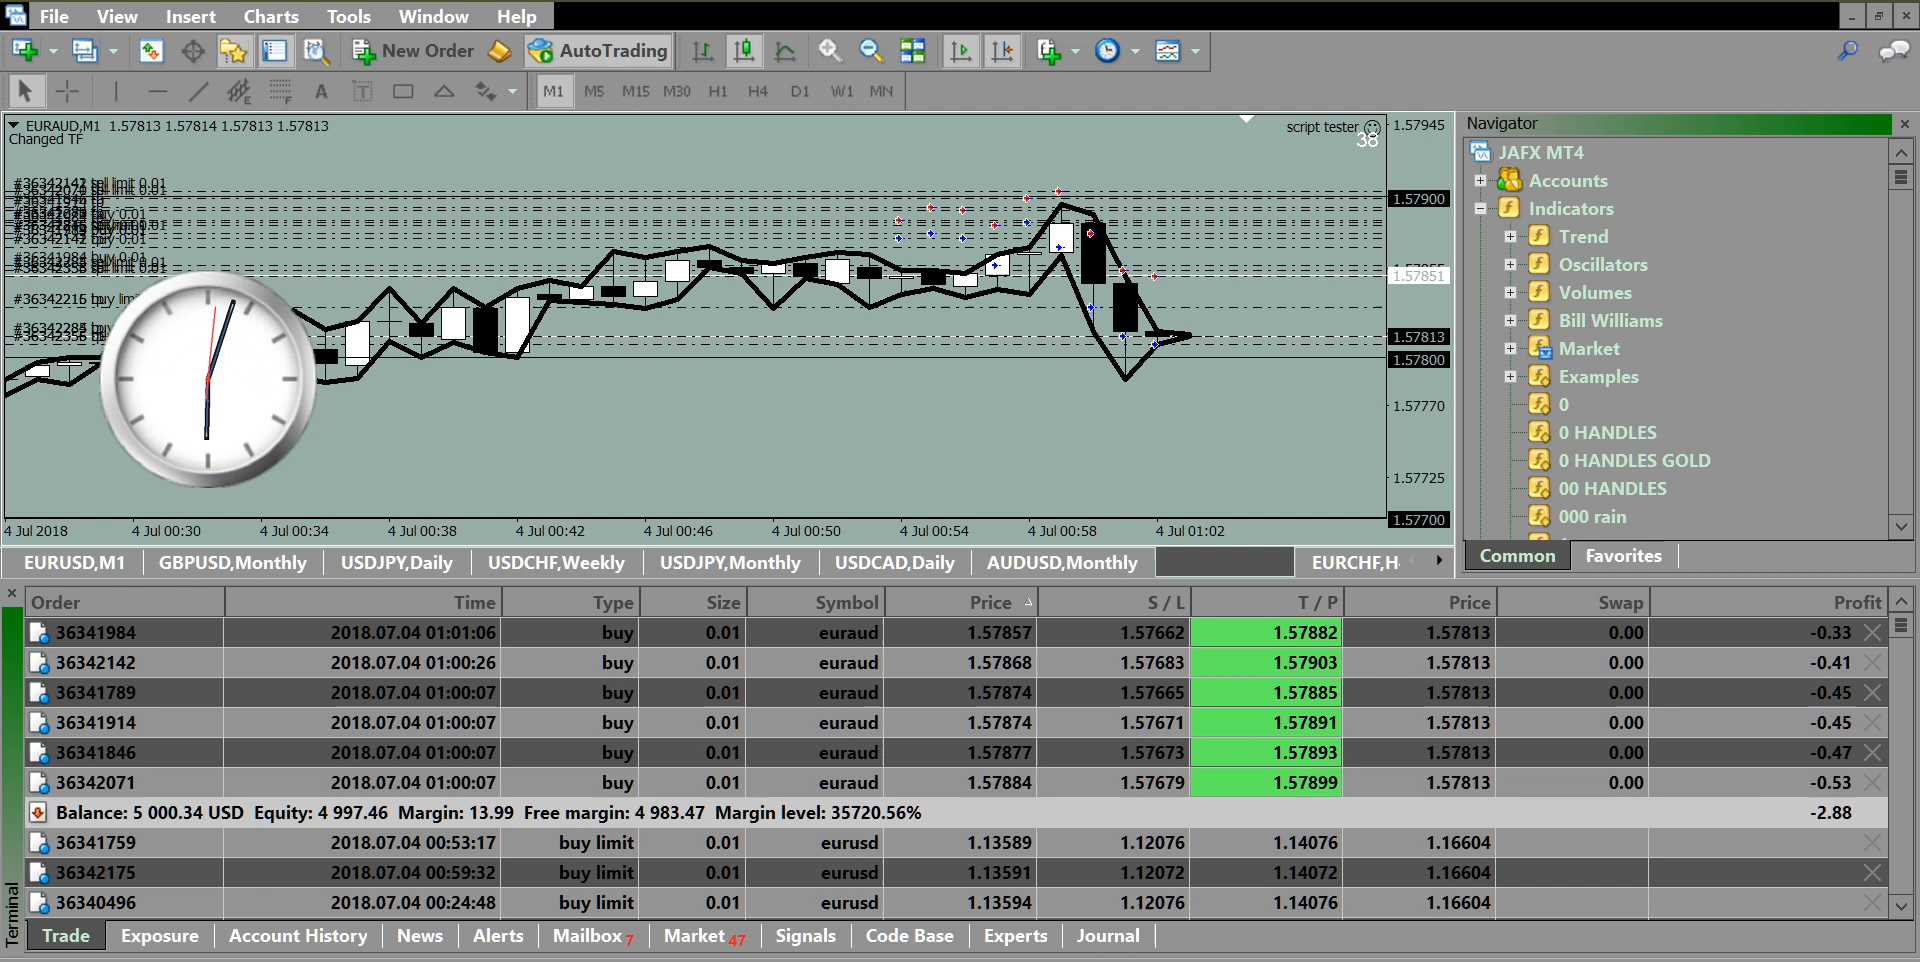 File View Insert Charts Tools Window Help
New Order AutoTrading
A T M1 M5 M15 M30 H1 H4 D1 W1 MN
EURAUD,M1 1.57813 1.57814 1.57813 1.57813
script tester
Changed TF
38
#36342142 sell limit 0.01
#36342142 buy 0.01
#36341984 buy 0.01
1.57945
1.57900
1.57851
1.57813
1.57800
1.57770
1.57725
1.57700
4 Jul 2018 4 Jul 00:30 4 Jul 00:34 4 Jul 00:38 4 Jul 00:42 4 Jul 00:46 4 Jul 00:50 4 Jul 00:54 4 Jul 00:58 4 Jul 01:02
EURUSD,M1 GBPUSD,Monthly USDJPY,Daily USDCHF,Weekly USDJPY,Monthly USDCAD,Daily AUDUSD,Monthly EURCHF,H
Navigator
JAFX MT4
Accounts
Indicators
Trend
Oscillators
Volumes
Bill Williams
Market
Examples
0
0 HANDLES
0 HANDLES GOLD
00 HANDLES
000 rain
Common Favorites
Order Time Type Size Symbol Price S / L T / P Price Swap Profit
36341984 2018.07.04 01:01:06 buy 0.01 euraud 1.57857 1.57662 1.57882 1.57813 0.00 -0.33
36342142 2018.07.04 01:00:26 buy 0.01 euraud 1.57868 1.57683 1.57903 1.57813 0.00 -0.41
36341789 2018.07.04 01:00:07 buy 0.01 euraud 1.57874 1.57665 1.57885 1.57813 0.00 -0.45
36341914 2018.07.04 01:00:07 buy 0.01 euraud 1.57874 1.57671 1.57891 1.57813 0.00 -0.45
36341846 2018.07.04 01:00:07 buy 0.01 euraud 1.57877 1.57673 1.57893 1.57813 0.00 -0.47
36342071 2018.07.04 01:00:07 buy 0.01 euraud 1.57884 1.57679 1.57899 1.57813 0.00 -0.53
Balance: 5 000.34 USD Equity: 4 997.46 Margin: 13.99 Free margin: 4 983.47 Margin level: 35720.56% -2.88
36341759 2018.07.04 00:53:17 buy limit 0.01 eurusd 1.13589 1.12076 1.14076 1.16604
36342175 2018.07.04 00:59:32 buy limit 0.01 eurusd 1.13591 1.12072 1.14072 1.16604
36340496 2018.07.04 00:24:48 buy limit 0.01 eurusd 1.13594 1.12076 1.14076 1.16604
Terminal
Trade Exposure Account History News Alerts Mailbox 7 Market 47 Signals Code Base Experts Journal